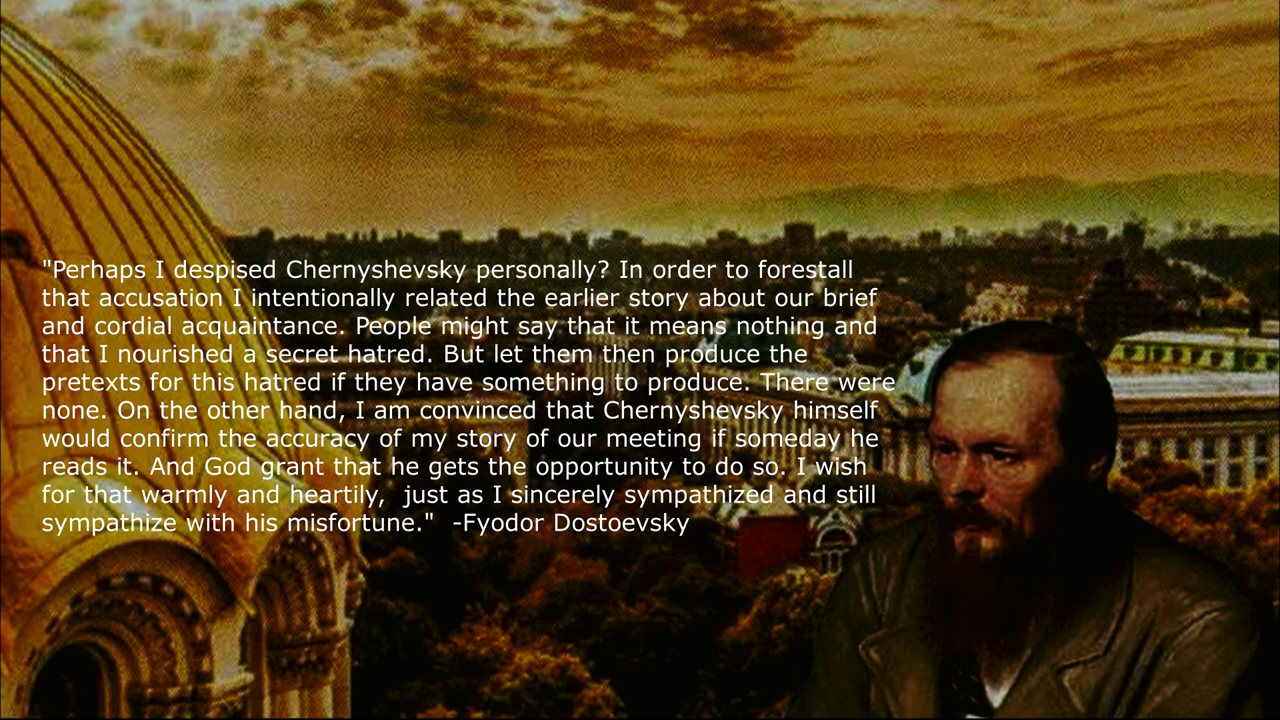 "Perhaps I despised Chernyshevsky personally? In order to forestall
that accusation I intentionally related the earlier story about our brief
and cordial acquaintance. People might say that it means nothing and
that I nourished a secret hatred. But let them then produce the
pretexts for this hatred if they have something to produce. There were
none. On the other hand, I am convinced that Chernyshevsky himself
would confirm the accuracy of my story of our meeting if someday he
reads it. And God grant that he gets the opportunity to do so. I wish
for that warmly and heartily,  just as I sincerely sympathized and still
sympathize with his misfortune."  -Fyodor Dostoevsky